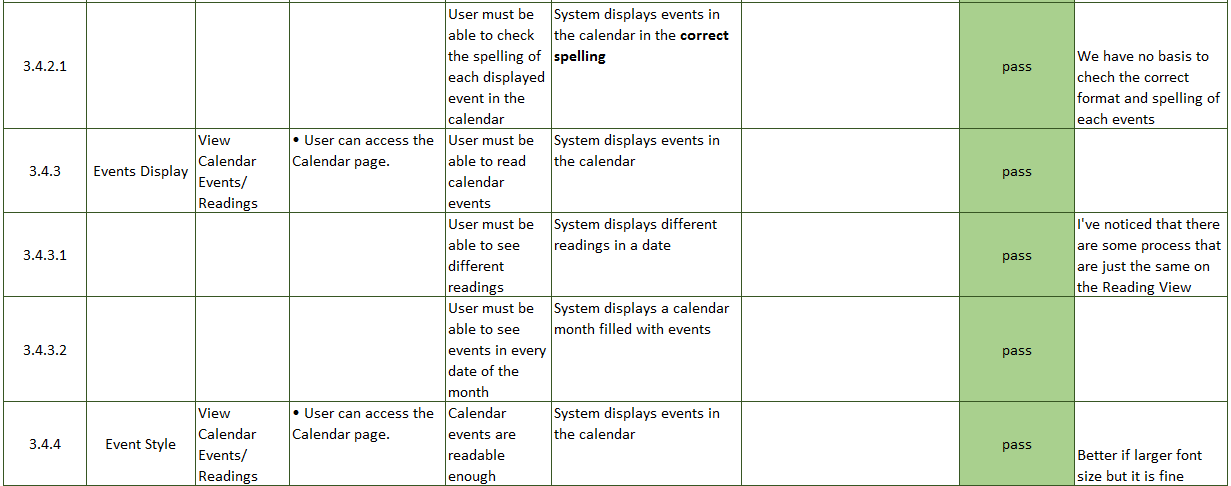 3.4.2.1
User must be
able to check
the spelling of
each displayed
event in the
calendar
System displays events in
the calendar in the correct
spelling
pass
We have no basis to
chech the correct
format and spelling of
each events
3.4.3
Events Display
View
Calendar
Events/
Readings
• User can access the
Calendar page.
User must be
able to read
calendar
events
System displays events in
the calendar
pass
3.4.3.1
User must be
able to see
different
readings
System displays different
readings in a date
pass
I've noticed that there
are some process that
are just the same on
the Reading View
3.4.3.2
User must be
able to see
events in every
date of the
month
System displays a calendar
month filled with events
pass
3.4.4
Event Style
View
Calendar
Events/
Readings
• User can access the
Calendar page.
Calendar
events are
readable
enough
System displays events in
the calendar
pass
Better if larger font
size but it is fine